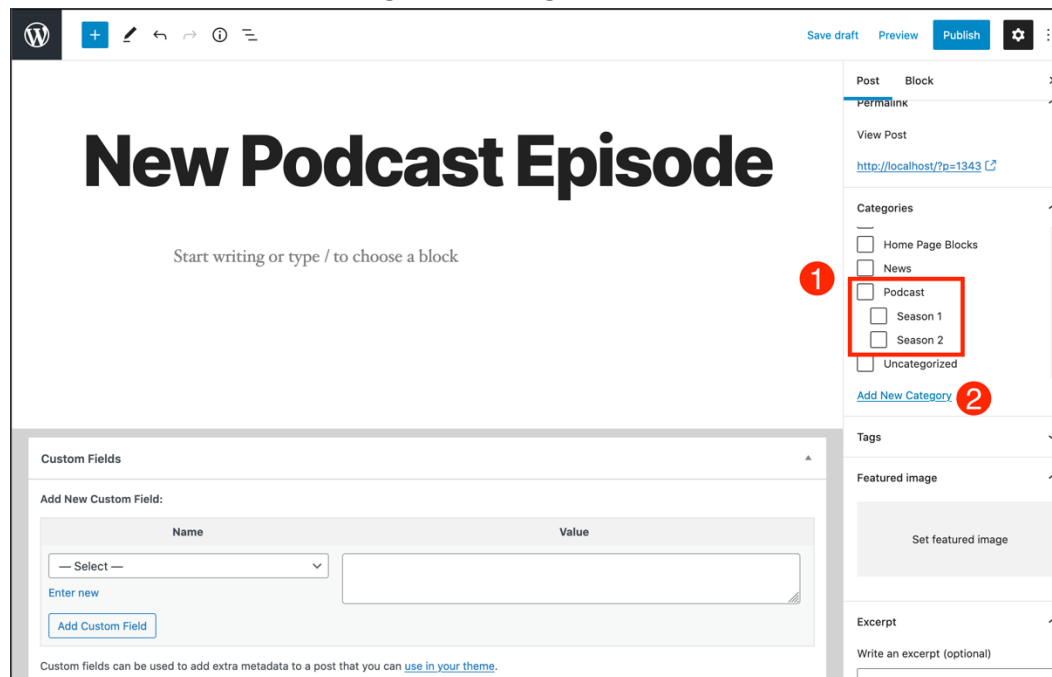 Save draft Preview Publish
Post Block
Permalink
View Post
http://localhost/?p=1343
New Podcast Episode
Start writing or type / to choose a block
Categories
Home Page Blocks
News
1
Podcast
Season 1
Season 2
Uncategorized
Add New Category 2
Tags
Featured image
Set featured image
Excerpt
Write an excerpt (optional)
Custom Fields
Add New Custom Field:
Name Value
— Select —
Enter new
Add Custom Field
Custom fields can be used to add extra metadata to a post that you can use in your theme.